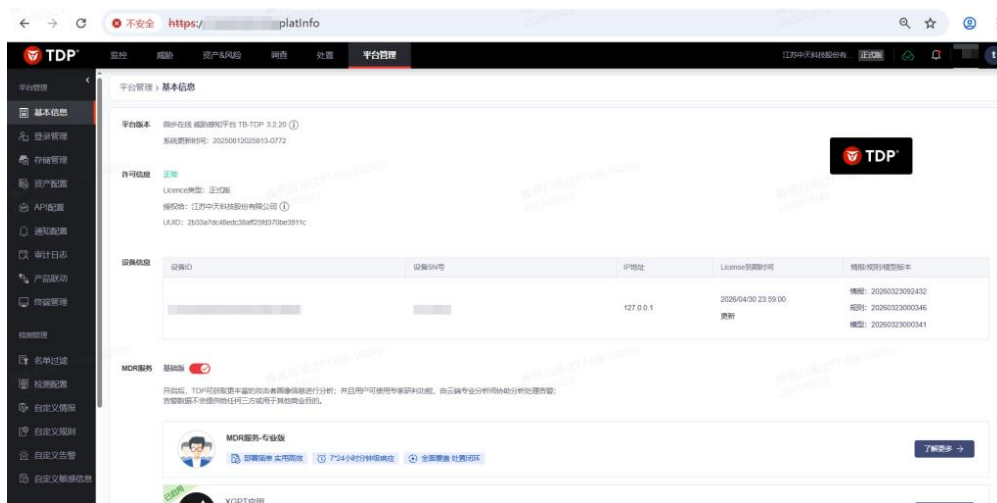 不安全 https:/ platInfo
TDP
监控 威胁 资产&风险 调查 处置 平台管理
江苏中天科技股份有... 正式版
平台管理
平台管理 > 基本信息
基本信息
登录管理
存储管理
资产配置
API配置
通知配置
审计日志
产品联动
终端管理
检测管理
名单过滤
检测配置
自定义情报
自定义规则
自定义告警
自定义敏感信息
平台版本 微步在线 威胁感知平台 TB-TDP 3.2.20
系统更新时间：20250812025813-0772
TDP
许可信息 正常
Licence类型：正式版
授权给：江苏中天科技股份有限公司
UUID：2b33a7dc48edc38aff25fd370be3911c
设备信息 设备ID 设备SN号 IP地址 License到期时间 情报/规则/模型版本
127.0.0.1
2026/04/30 23:59:00
更新
情报：20260323092432
规则：20260323000346
模型：20260323000341
MDR服务 基础版
开启后，TDP可获取更丰富的攻击者画像信息进行分析；并且用户可使用专家研判功能，由云端专业分析师协助分析处理告警；
告警数据不会提供给任何三方或用于其他商业目的。
MDR服务-专业版
部署简单 实用高效 7*24小时分钟级响应 全面覆盖 处置闭环
了解更多 →
已启用
XGPT应用